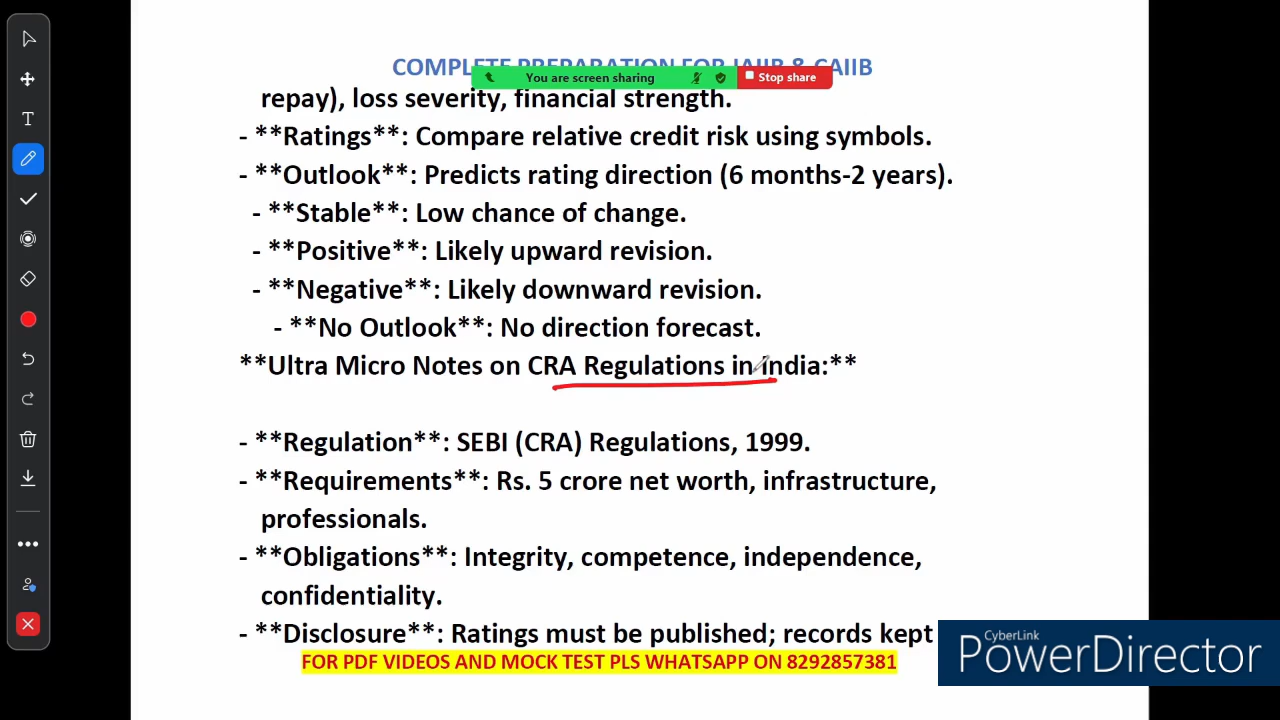 COMPLETE PREPARATION FOR JAIIB & CAIIB
You are screen sharing
Stop share
repay), loss severity, financial strength.
- **Ratings**: Compare relative credit risk using symbols.
- **Outlook**: Predicts rating direction (6 months-2 years).
- **Stable**: Low chance of change.
- **Positive**: Likely upward revision.
- **Negative**: Likely downward revision.
- **No Outlook**: No direction forecast.
**Ultra Micro Notes on CRA Regulations in India:**
- **Regulation**: SEBI (CRA) Regulations, 1999.
- **Requirements**: Rs. 5 crore net worth, infrastructure,
professionals.
- **Obligations**: Integrity, competence, independence,
confidentiality.
- **Disclosure**: Ratings must be published; records kept
FOR PDF VIDEOS AND MOCK TEST PLS WHATSAPP ON 8292857381
CyberLink
PowerDirector
T